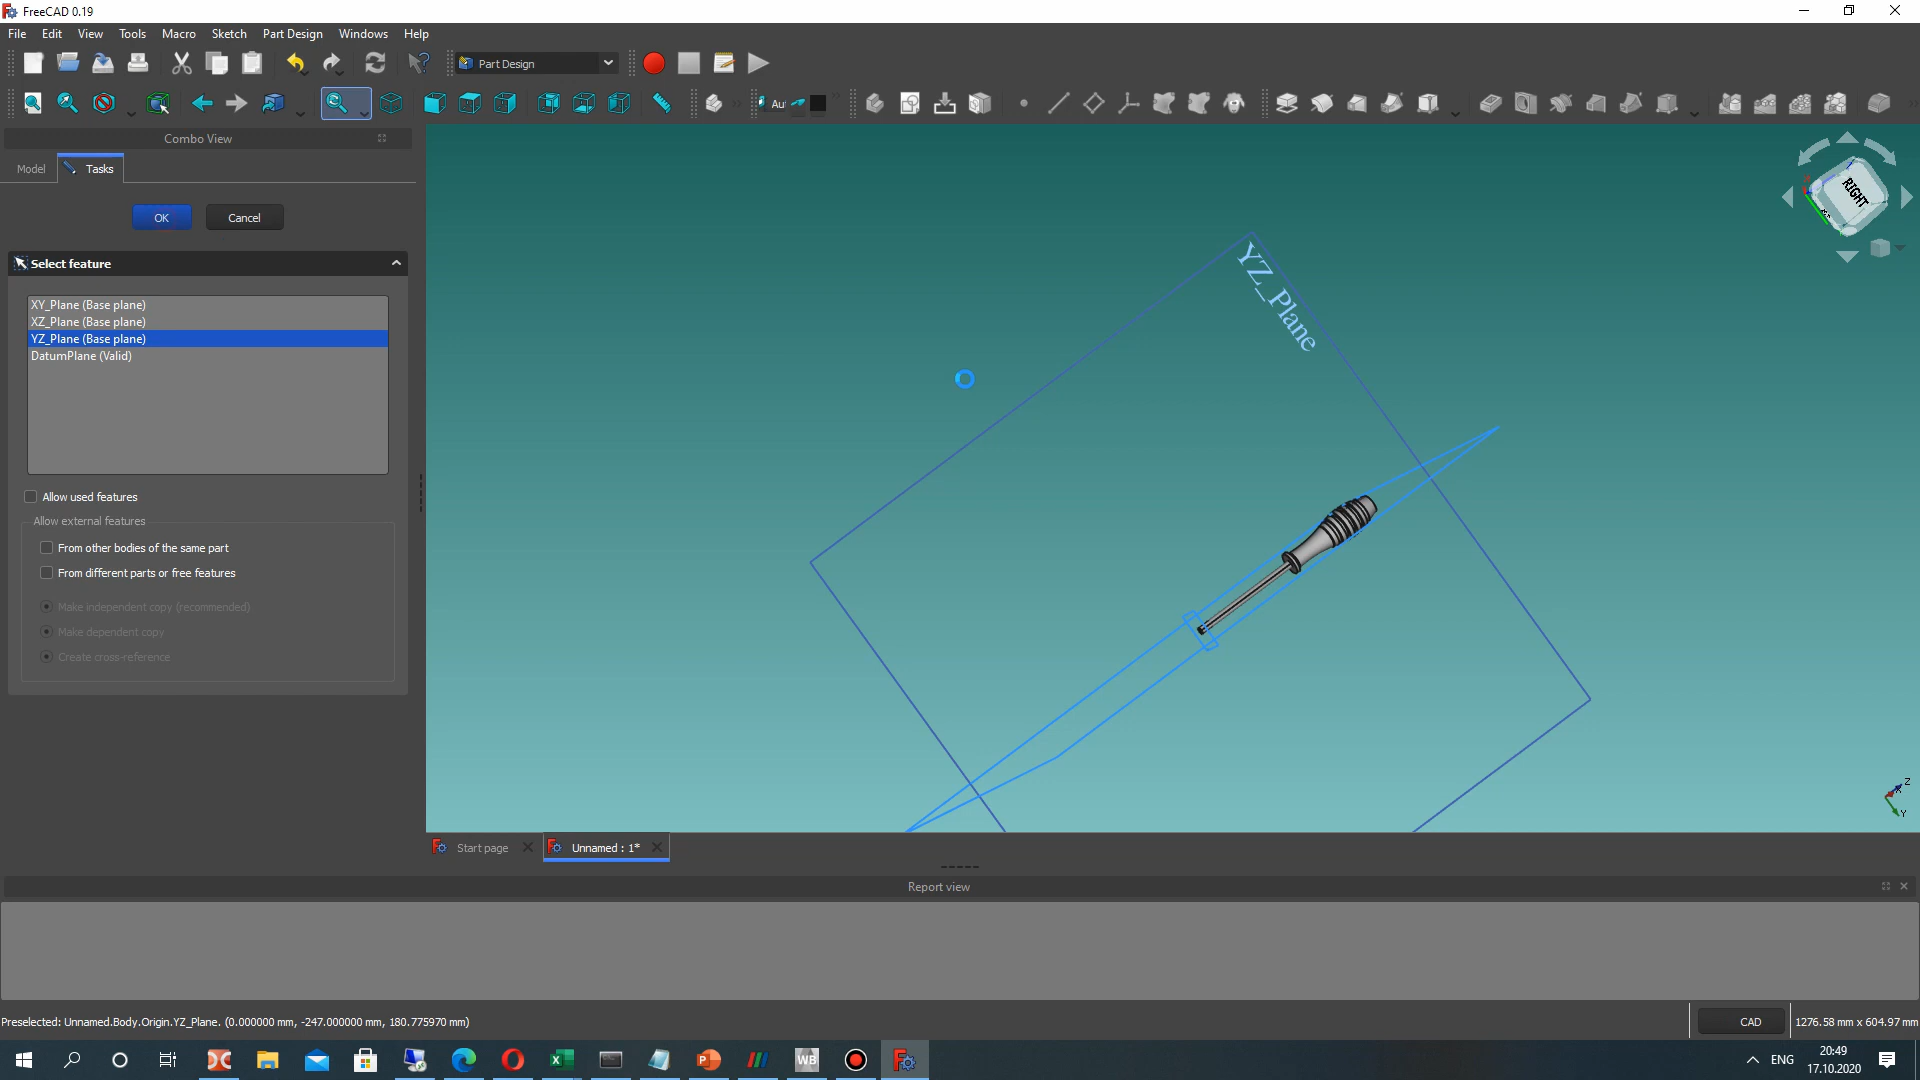 FreeCAD 0.19
File Edit View Tools Macro Sketch Part Design Windows Help
Part Design
Aut
Combo View
Model Tasks
OK Cancel
Select feature
XY_Plane (Base plane)
XZ_Plane (Base plane)
YZ_Plane (Base plane)
DatumPlane (Valid)
Allow used features
Allow external features
From other bodies of the same part
From different parts or free features
Make independent copy (recommended)
Make dependent copy
Create cross-reference
YZ_Plane
RIGHT
Z
X
Y
Start page Unnamed : 1*
Report view
Preselected: Unnamed.Body.Origin.YZ_Plane. (0.000000 mm, -247.000000 mm, 180.775970 mm)
CAD 1276.58 mm x 604.97 mm
WB
ENG
20:49
17.10.2020